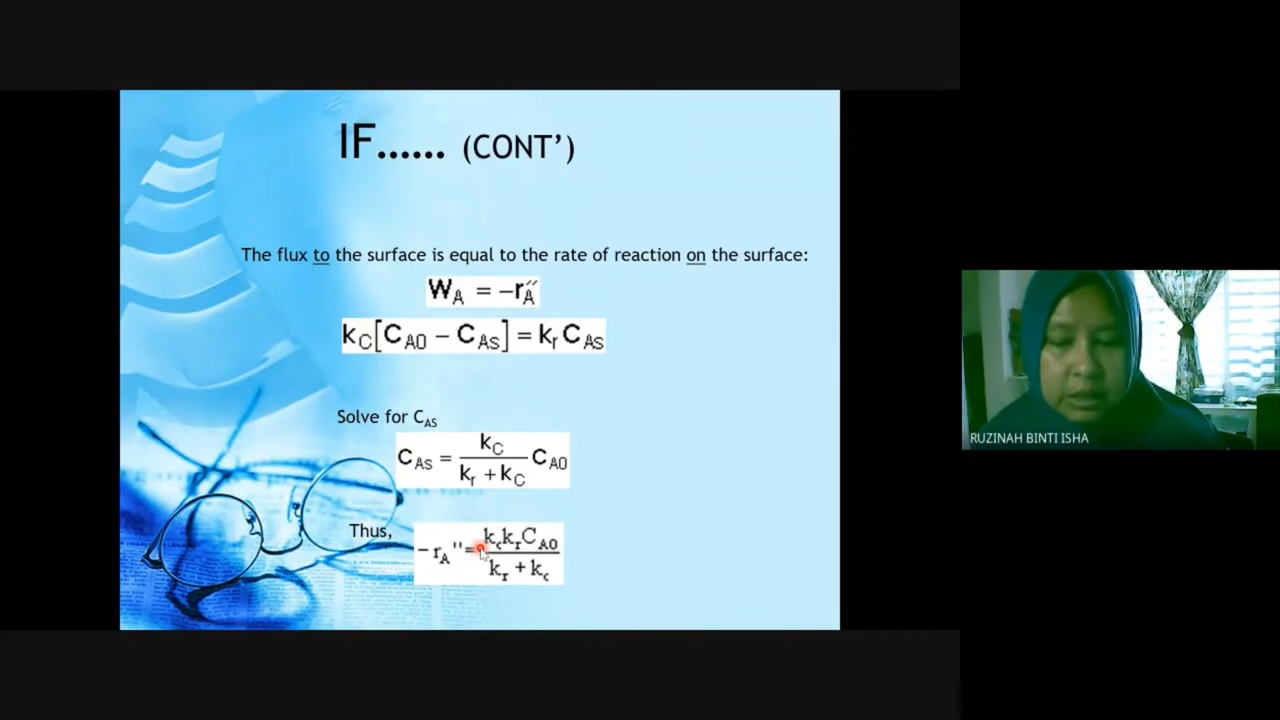 IF...... (CONT’)
The flux to the surface is equal to the rate of reaction on the surface:
W_A = –r_A″
k_C[C_A0 – C_As] = k_r C_As
Solve for C_AS
C_As = k_C / (k_r + k_C) C_A0
Thus,
– r_A'' = k_c k_r C_A0 / (k_r + k_c)
RUZINAH BINTI ISHA